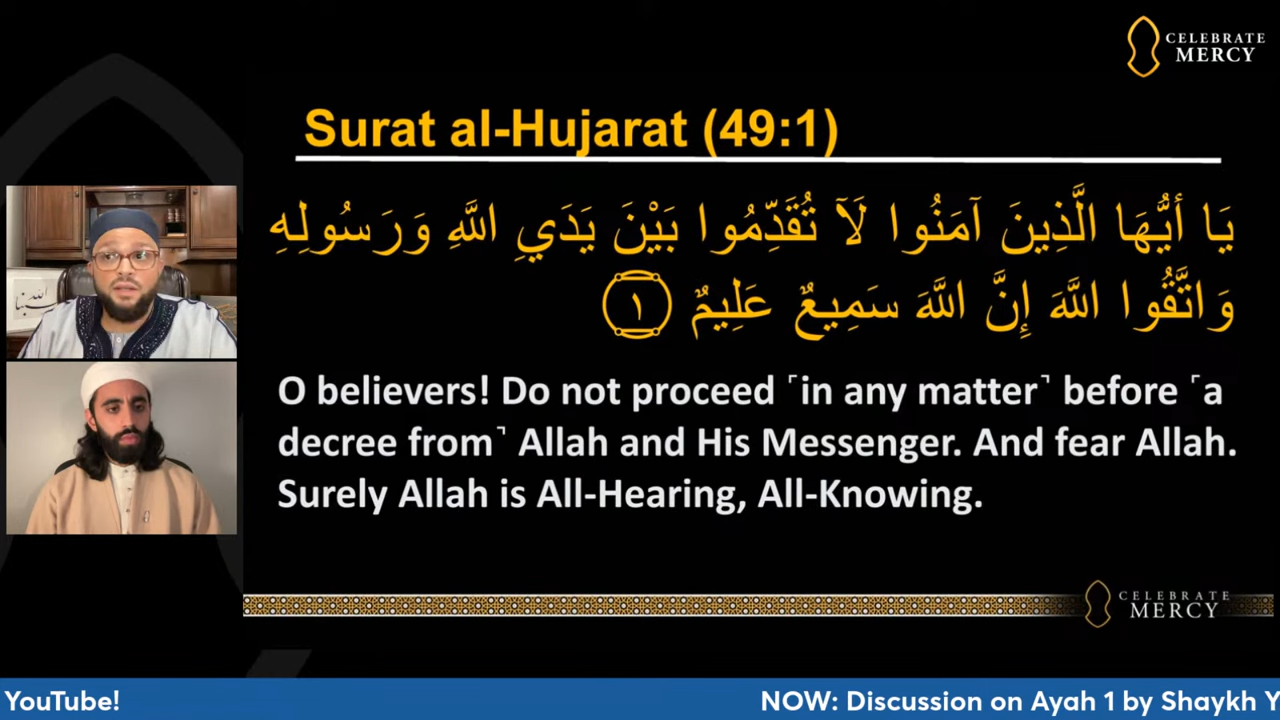 CELEBRATE
MERCY
Surat al-Hujarat (49:1)
يَا أَيُّهَا الَّذِينَ آمَنُوا لَآ تُقَدِّمُوا بَيْنَ يَدَيِ اللَّهِ وَرَسُولِهِ
وَاتَّقُوا اللَّهَ إِنَّ اللَّهَ سَمِيعٌ عَلِيمٌ ١
O believers! Do not proceed ˹in any matter˺ before ˹a
decree from˺ Allah and His Messenger. And fear Allah.
Surely Allah is All-Hearing, All-Knowing.
CELEBRATE
MERCY
YouTube!
NOW: Discussion on Ayah 1 by Shaykh Y